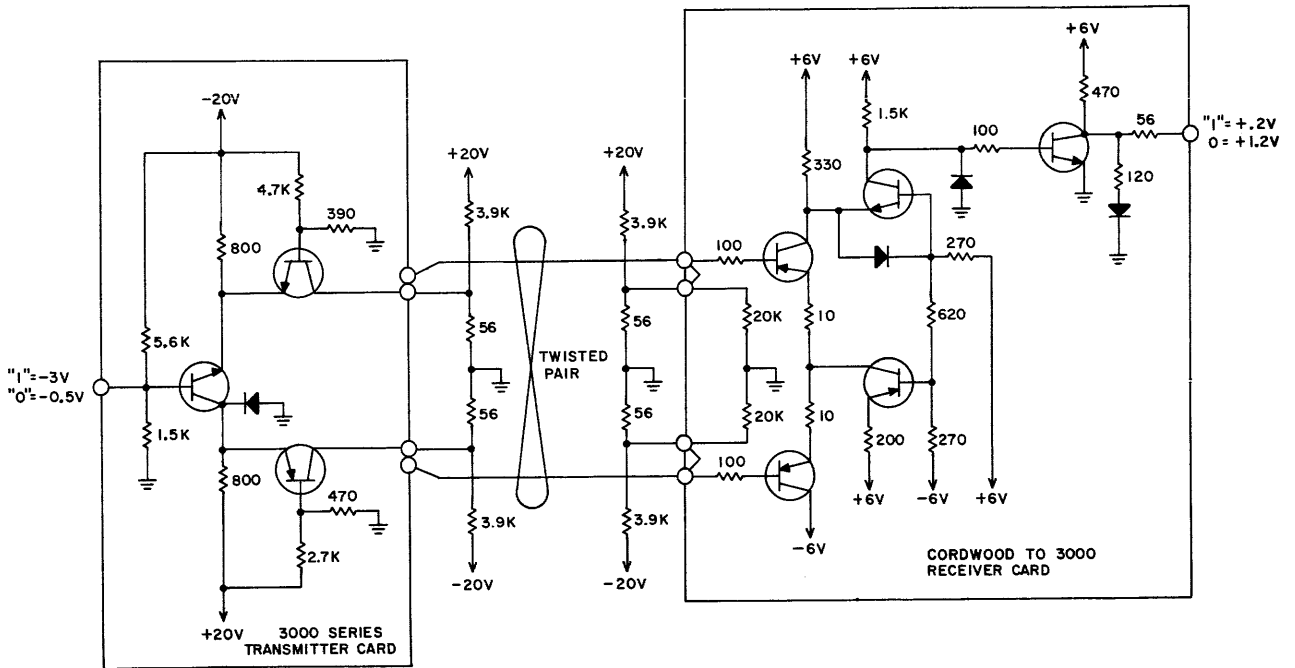 -20V
4.7K
390
800
5.6K
"1"=-3V
"0"=-0.5V
1.5K
800
470
2.7K
+20V
3000 SERIES
TRANSMITTER CARD
+20V
3.9K
56
56
3.9K
-20V
TWISTED
PAIR
+20V
3.9K
56
56
3.9K
-20V
20K
20K
100
100
+6V
330
+6V
1.5K
10
10
-6V
270
620
200
270
+6V
-6V
+6V
100
+6V
470
56
120
"1"=+.2V
0=+1.2V
CORDWOOD TO 3000
RECEIVER CARD